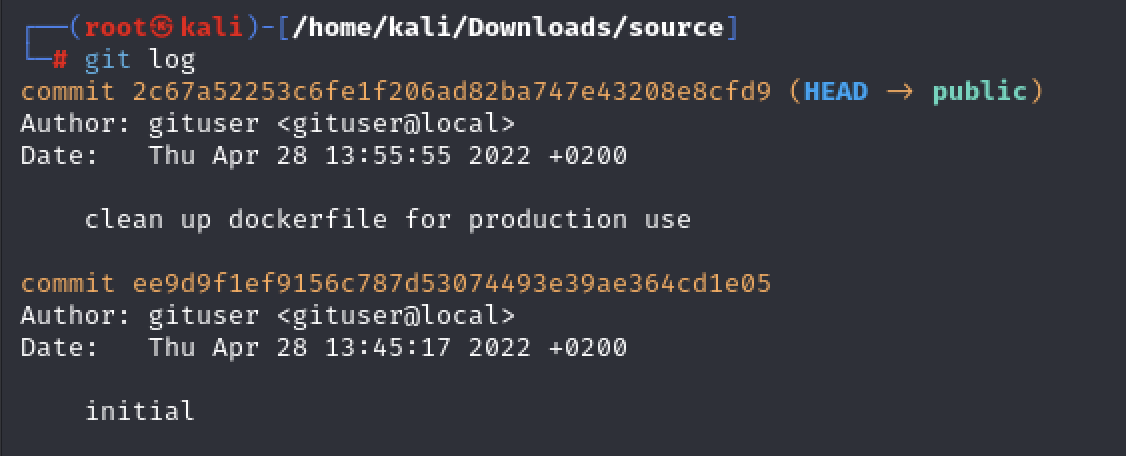 ┌──(root㉿kali)-[/home/kali/Downloads/source]
└─# git log
commit 2c67a52253c6fe1f206ad82ba747e43208e8cfd9 (HEAD -> public)
Author: gituser <gituser@local>
Date:   Thu Apr 28 13:55:55 2022 +0200
    clean up dockerfile for production use
commit ee9d9f1ef9156c787d53074493e39ae364cd1e05
Author: gituser <gituser@local>
Date:   Thu Apr 28 13:45:17 2022 +0200
    initial